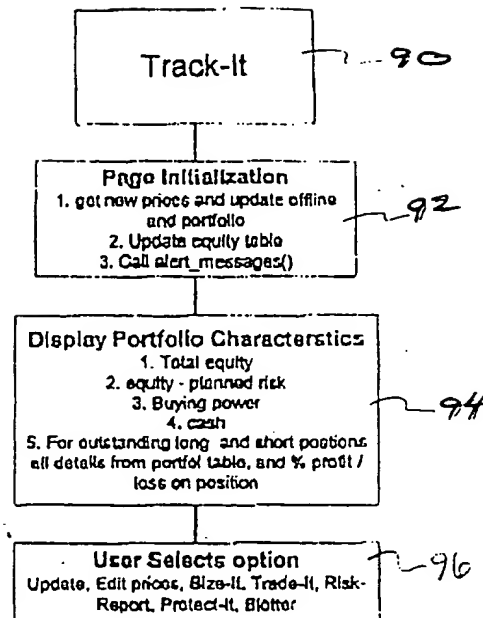 Track-It
90
Page Initialization
1. get new prices and update offline
and portfolio
2. Update equity table
3. Call alert_messages()
92
Display Portfolio Characterstics
1. Total equity
2. equity - planned risk
3. Buying power
4. cash
5. For outstanding long and short postions
all details from portfol table, and % profit /
loss on position
94
User Selects option
Update, Edit prices, Size-It, Trade-It, Risk-
Report, Protect-It, Blotter
96